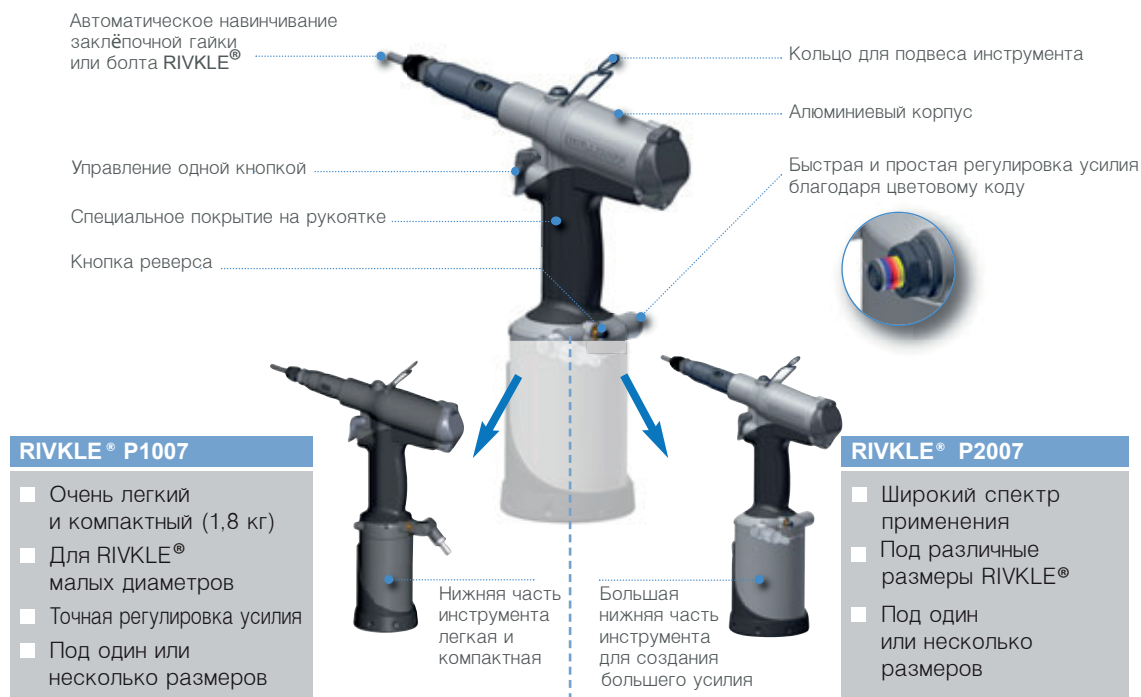 Автоматическое навинчивание
заклёпочной гайки
или болта RIVKLE®
Кольцо для подвеса инструмента
Алюминиевый корпус
Управление одной кнопкой
Быстрая и простая регулировка усилия
благодаря цветовому коду
Специальное покрытие на рукоятке
Кнопка реверса
RIVKLE® P1007
Очень легкий
и компактный (1,8 кг)
Для RIVKLE®
малых диаметров
Точная регулировка усилия
Под один или
несколько размеров
Нижняя часть
инструмента
легкая и
компактная
Большая
нижняя часть
инструмента
для создания
большего усилия
RIVKLE® P2007
Широкий спектр
применения
Под различные
размеры RIVKLE®
Под один
или несколько
размеров